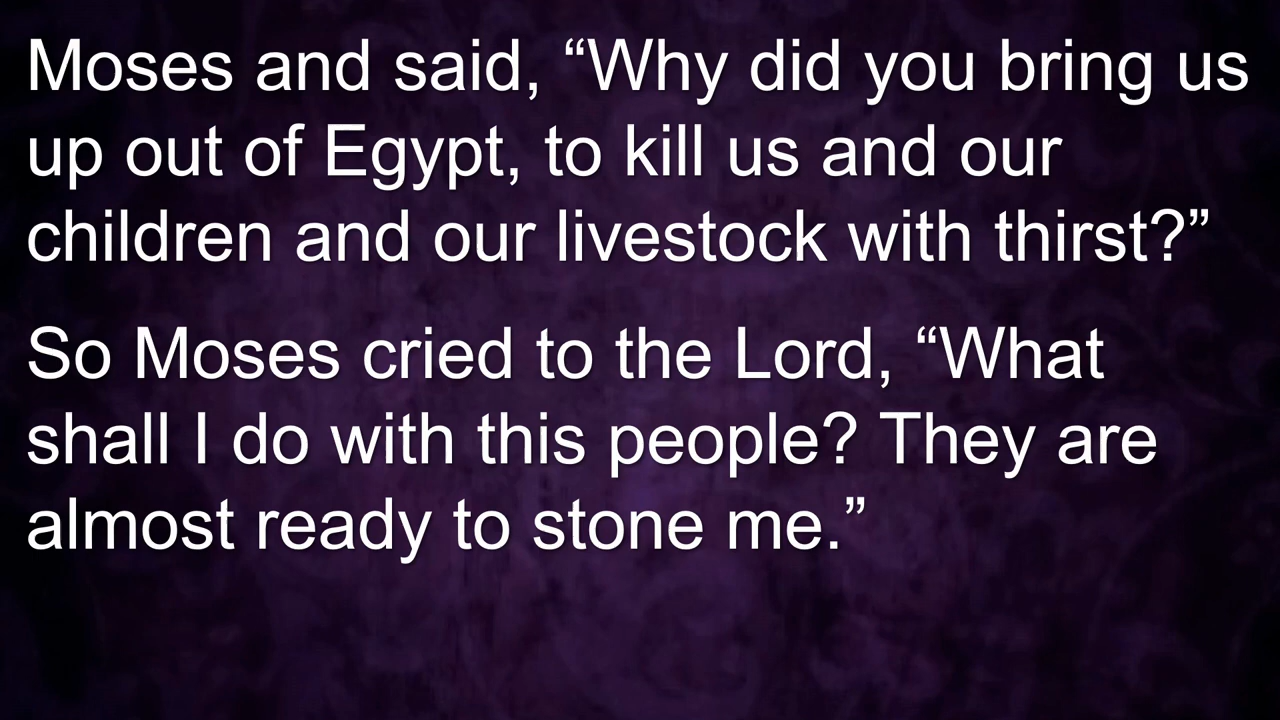 Moses and said, “Why did you bring us
up out of Egypt, to kill us and our
children and our livestock with thirst?”
So Moses cried to the Lord, “What
shall I do with this people? They are
almost ready to stone me.”